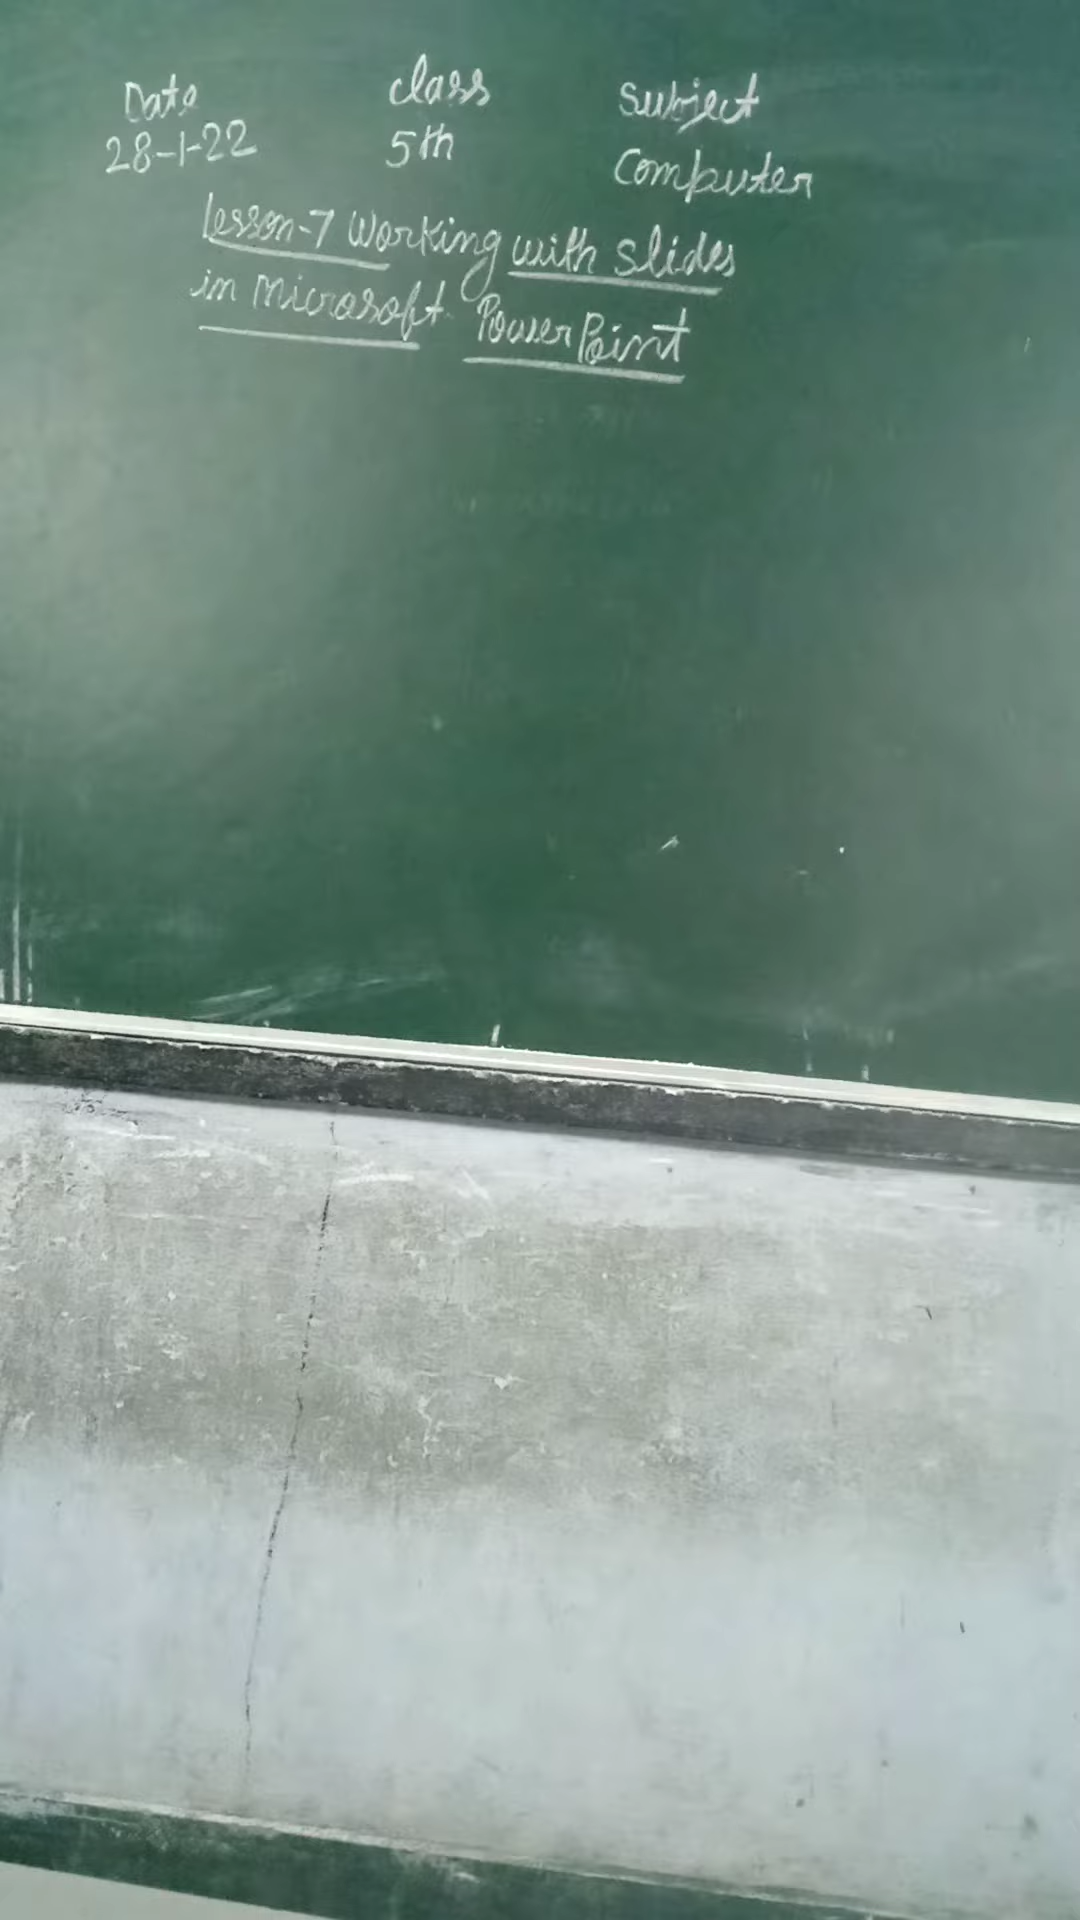 Date class subject
28-1-22 5th computer
Lesson-7 Working with slides
in Microsoft PowerPoint